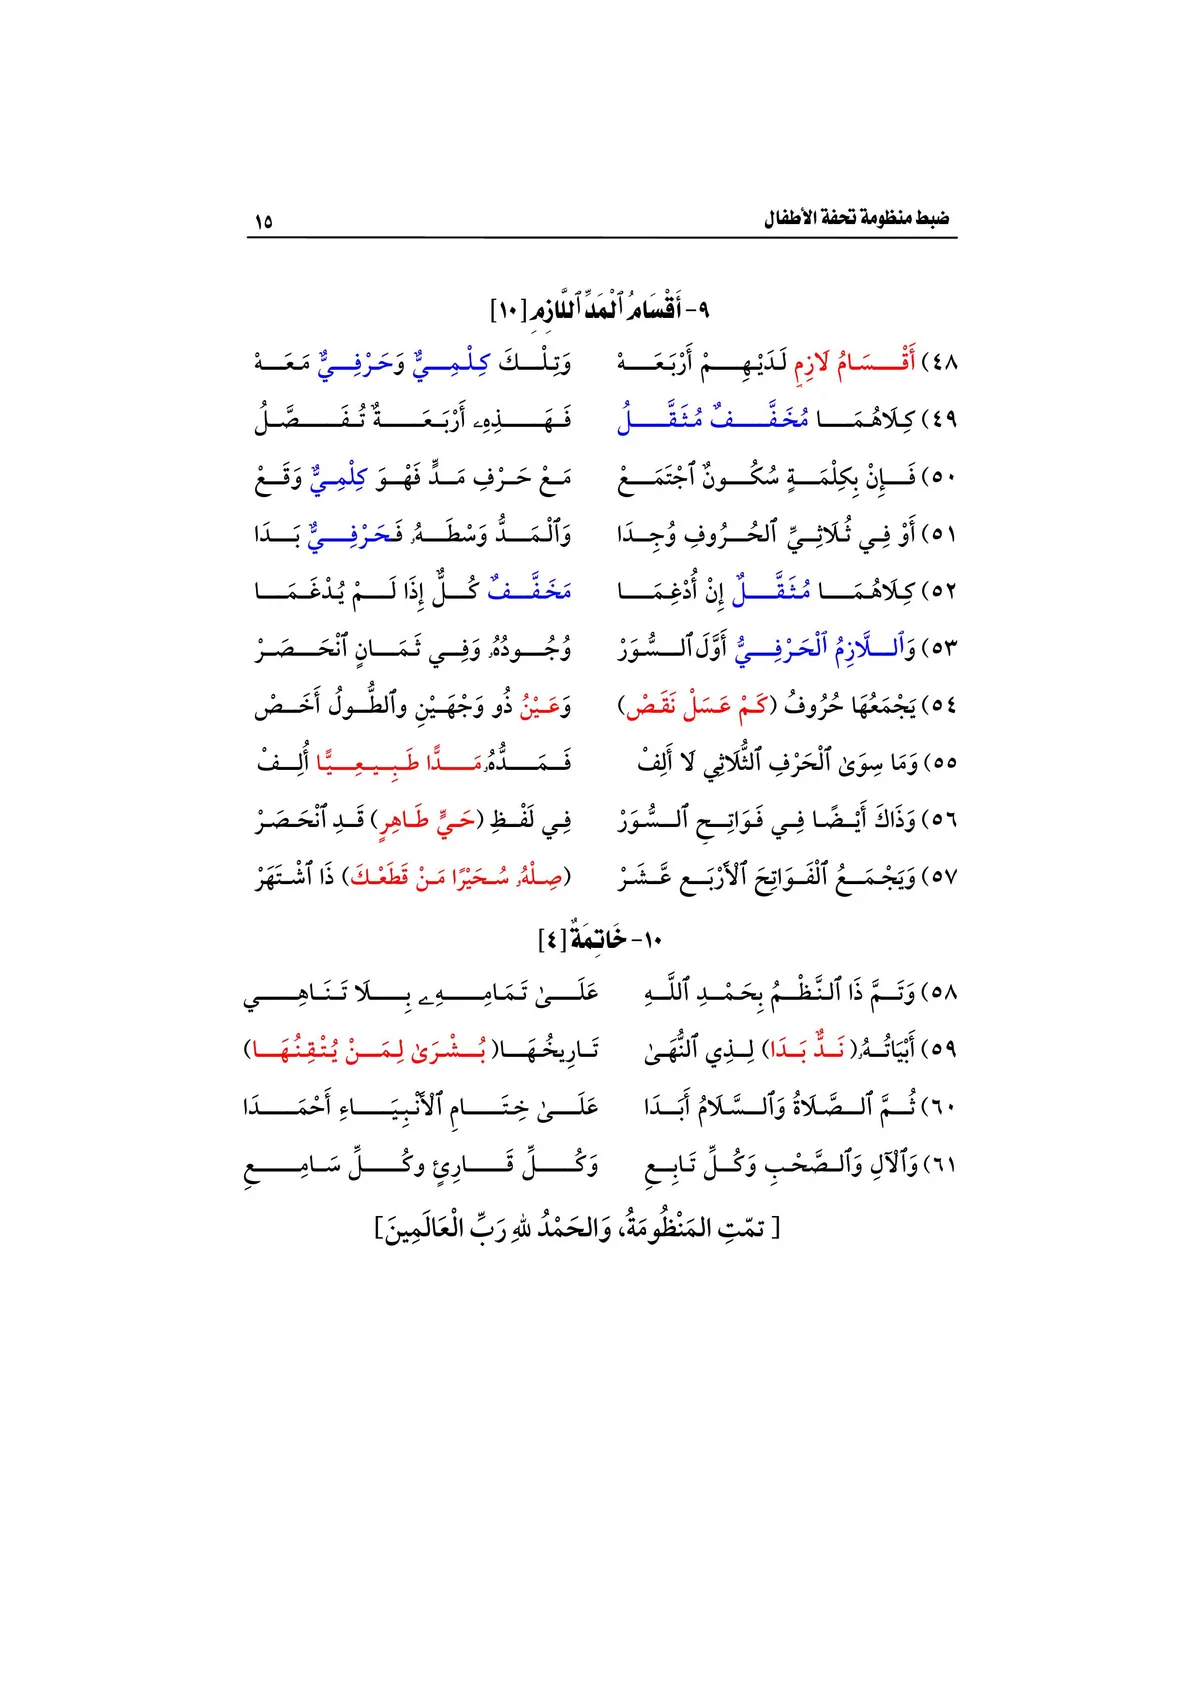 ضبط منظومة تحفة الأطفال ١٥
٩- أَقْسَامُ ٱلْمَدِّ ٱللَّازِمِ [١٠]
٤٨) أَقْسَامُ لَازِمٍ لَدَيْهِمْ أَرْبَعَهْ وَتِلْكَ كِلْمِيٌّ وَحَرْفِيٌّ مَعَهْ
٤٩) كِلَاهُمَا مُخَفَّفٌ مُثَقَّلُ فَهَذِهِۦ أَرْبَعَةٌ تُفَصَّلُ
٥٠) فَإِنْ بِكِلْمَةٍ سُكُونٌ ٱجْتَمَعْ مَعْ حَرْفِ مَدٍّ فَهْوَ كِلْمِيٌّ وَقَعْ
٥١) أَوْ فِي ثُلَاثِيِّ ٱلحُرُوفِ وُجِدَا وَٱلْمَدُّ وَسْطَهُۥ فَحَرْفِيٌّ بَدَا
٥٢) كِلَاهُمَا مُثَقَّلٌ إِنْ أُدْغِمَا مَخَفَّفٌ كُلٌّ إِذَا لَمْ يُدْغَمَا
٥٣) وَٱللَّازِمُ ٱلْحَرْفِيُّ أَوَّلَ ٱلسُّوَرْ وُجُودُهُۥ وَفِي ثَمَانٍ ٱنْحَصَرْ
٥٤) يَجْمَعُهَا حُرُوفُ (كَمْ عَسَلْ نَقَصْ) وَعَيْنُ ذُو وَجْهَيْنِ والطُّولُ أَخَصْ
٥٥) وَمَا سِوَىٰ ٱلْحَرْفِ ٱلثُّلَاثِي لَا أَلِفْ فَمَدُّهُۥ مَدًّا طَبِيعِيًّا أُلِفْ
٥٦) وَذَاكَ أَيْضًا فِي فَوَاتِحِ ٱلسُّوَرْ فِي لَفْظِ (حَيٍّ طَاهِرٍ) قَدِ ٱنْحَصَرْ
٥٧) وَيَجْمَعُ ٱلْفَوَاتِحَ ٱلْأَرْبَع عَّشَرْ (صِلْهُۥ سُحَيْرًا مَنْ قَطَعْكَ) ذَا ٱشْتَهَرْ
١٠- خَاتِمَةٌ [٤]
٥٨) وَتَمَّ ذَا ٱلنَّظْمُ بِحَمْدِ ٱللَّهِ عَلَىٰ تَمَامِهِۦ بِلَا تَنَاهِي
٥٩) أَبْيَاتُهُۥ (نَدٌّ بَدَا) لِذِي ٱلنُّهَىٰ تَارِيخُهَا (بُشْرَىٰ لِمَنْ يُتْقِنُهَا)
٦٠) ثُمَّ ٱلصَّلَاةُ وَٱلسَّلَامُ أَبَدَا عَلَىٰ خِتَامِ ٱلْأَنْبِيَاءِ أَحْمَدَا
٦١) وَٱلْآلِ وَٱلصَّحْبِ وَكُلِّ تَابِعِ وَكُلِّ قَارِئٍ وكُلِّ سَامِعِ
[ تمّتِ المَنْظُومَةُ، وَالحَمْدُ للهِ رَبِّ الْعَالَمِينَ]